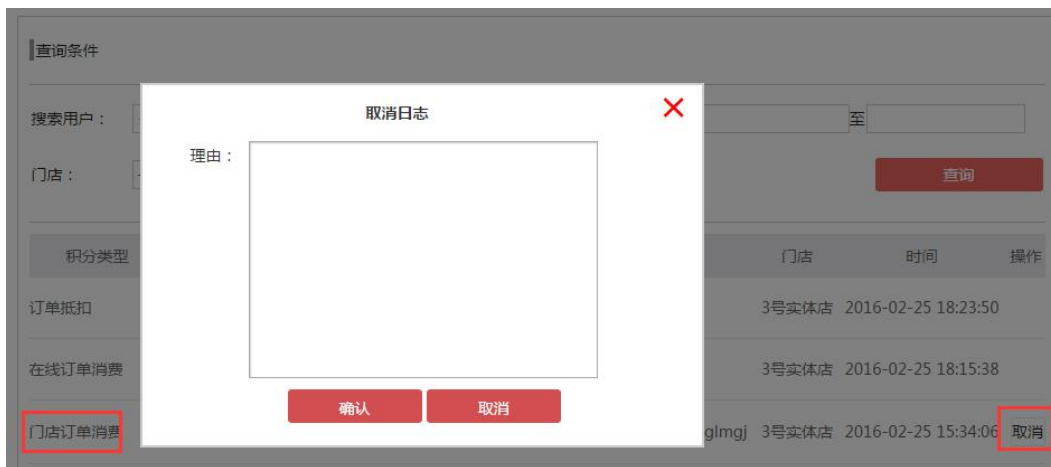 查询条件
取消日志
搜索用户：
至
理由：
门店：
查询
积分类型 门店 时间 操作
订单抵扣 3号实体店 2016-02-25 18:23:50
在线订单消费 3号实体店 2016-02-25 18:15:38
确认 取消
门店订单消费 glmgj 3号实体店 2016-02-25 15:34:06 取消